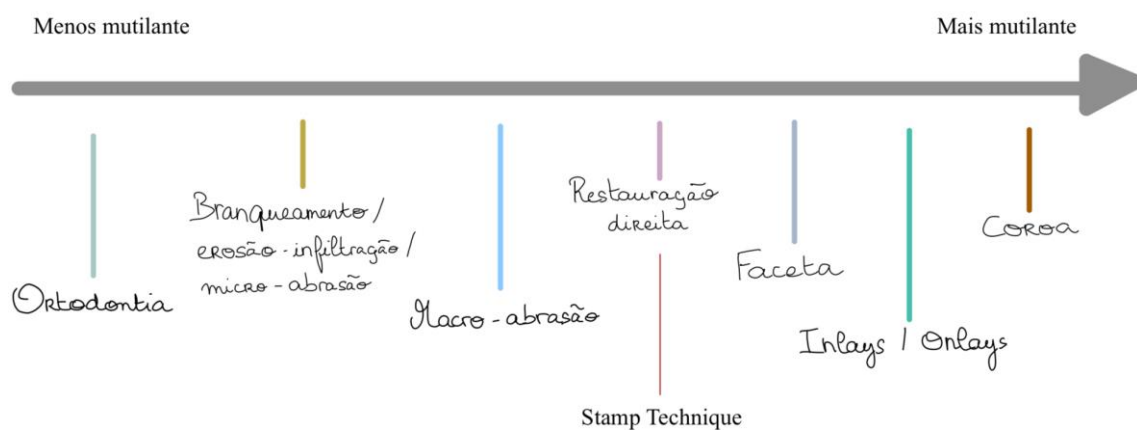 Menos mutilante
Mais mutilante
Ortodontia
Branqueamento /
erosão-infiltração /
micro-abrasão
Macro-abrasão
Restauração
direita
Stamp Technique
Faceta
Inlays / Onlays
Coroa